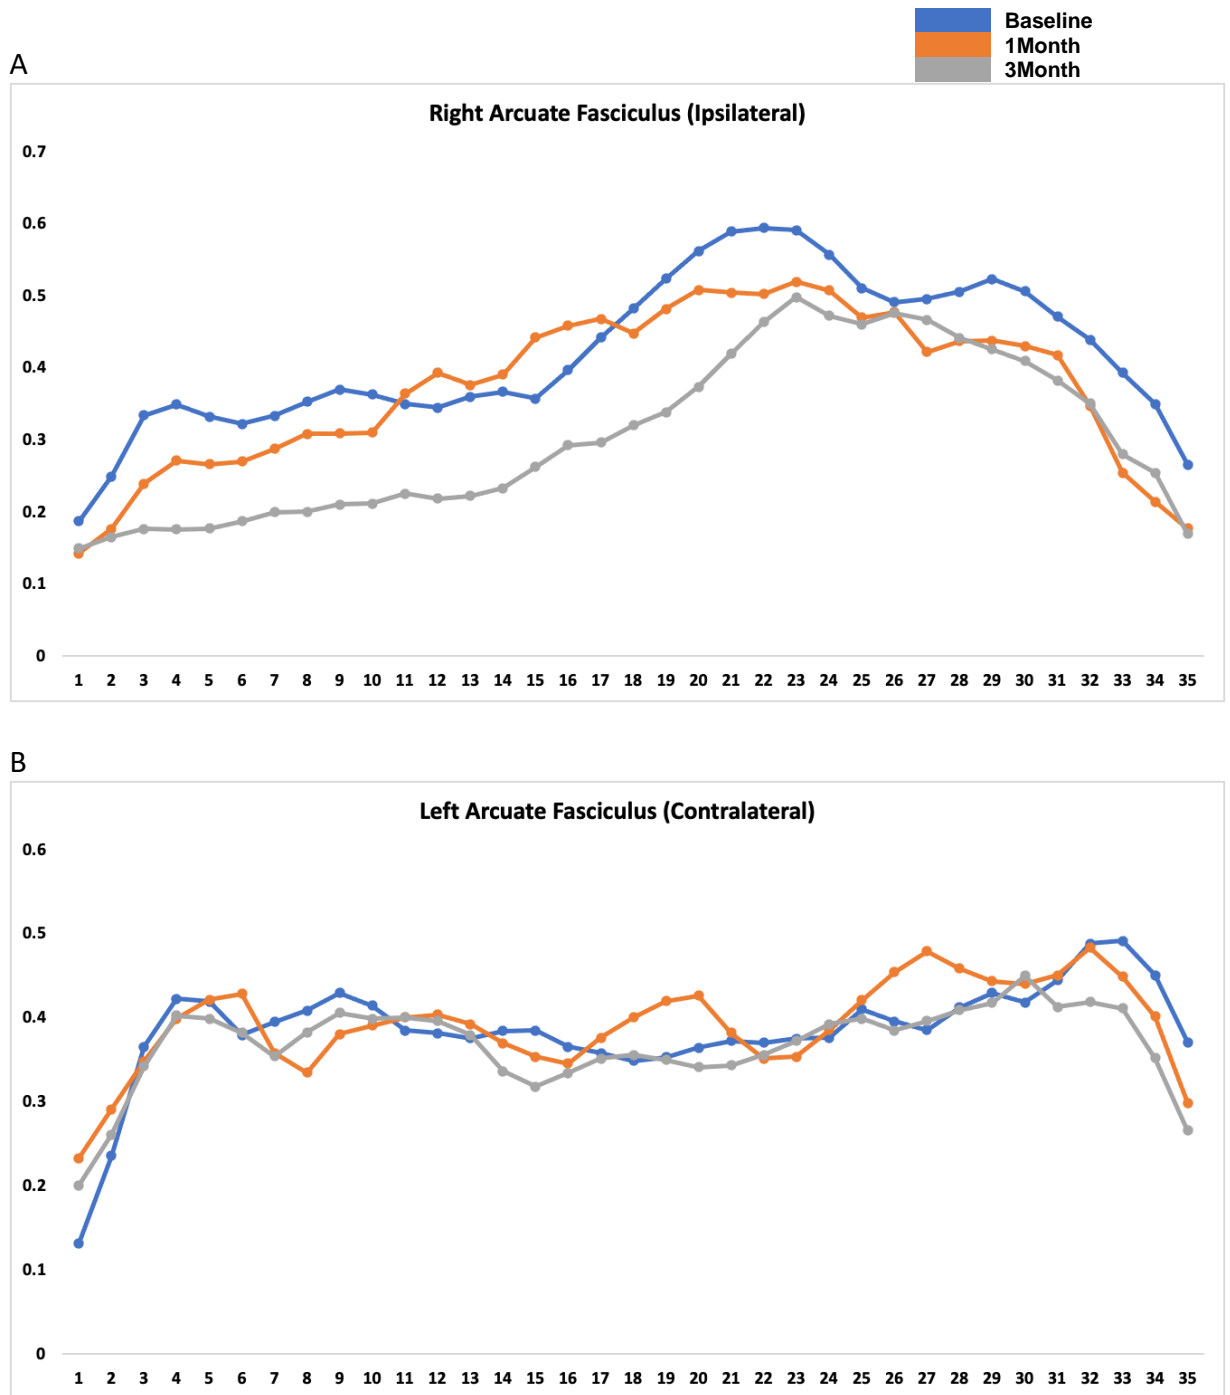 Baseline
1Month
3Month
A
Right Arcuate Fasciculus (Ipsilateral)
0.7
0.6
0.5
0.4
0.3
0.2
0.1
0
1 2 3 4 5 6 7 8 9 10 11 12 13 14 15 16 17 18 19 20 21 22 23 24 25 26 27 28 29 30 31 32 33 34 35
B
Left Arcuate Fasciculus (Contralateral)
0.6
0.5
0.4
0.3
0.2
0.1
0
1 2 3 4 5 6 7 8 9 10 11 12 13 14 15 16 17 18 19 20 21 22 23 24 25 26 27 28 29 30 31 32 33 34 35